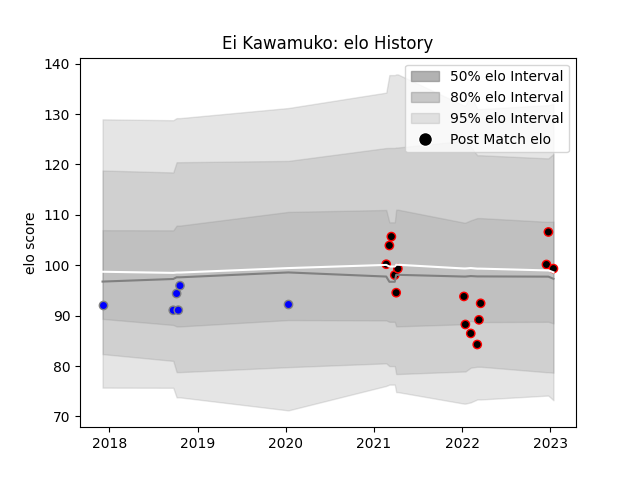 Ei Kawamuko: elo History
140
130
120
110
100
90
80
70
elo score
50% elo Interval
80% elo Interval
95% elo Interval
Post Match elo
2018 2019 2020 2021 2022 2023